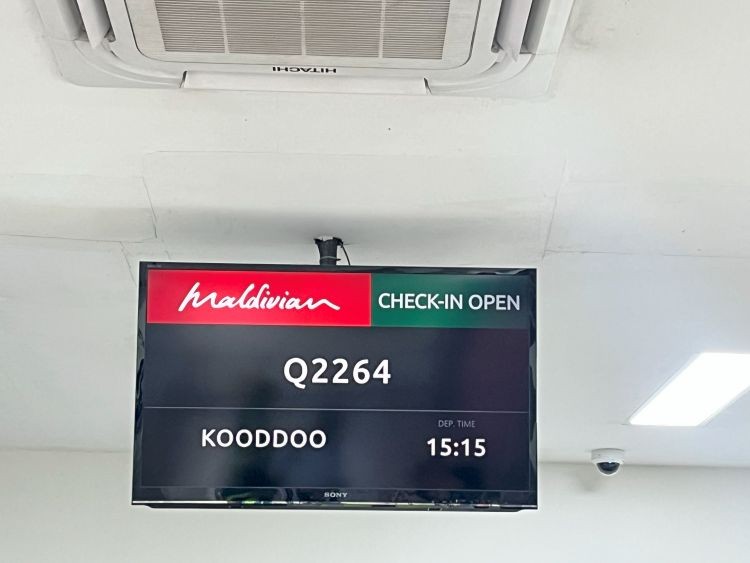 HITACHI
Maldivian CHECK-IN OPEN
Q2264
DEP. TIME
KOODDOO 15:15
SONY